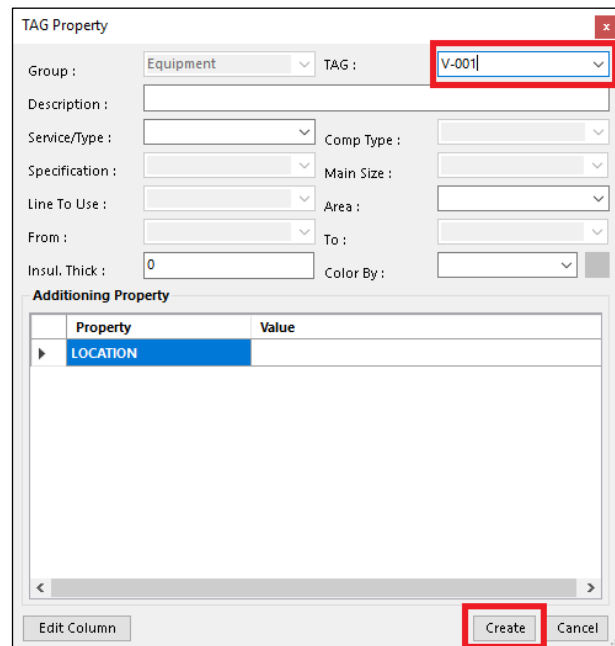 TAG Property x
Group : Equipment TAG : V-001
Description :
Service/Type : Comp Type :
Specification : Main Size :
Line To Use : Area :
From : To :
Insul. Thick : 0 Color By :
Additioning Property
Property Value
LOCATION
Edit Column Create Cancel